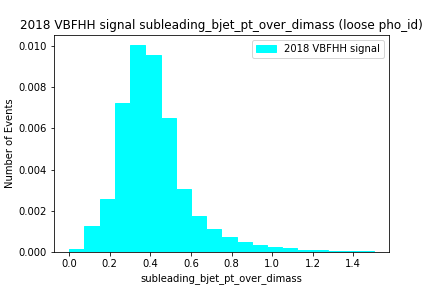 2018 VBFHH signal subleading_bjet_pt_over_dimass (loose pho_id)
2018 VBFHH signal
0.010
0.008
0.006
0.004
0.002
0.000
Number of Events
0.0 0.2 0.4 0.6 0.8 1.0 1.2 1.4
subleading_bjet_pt_over_dimass